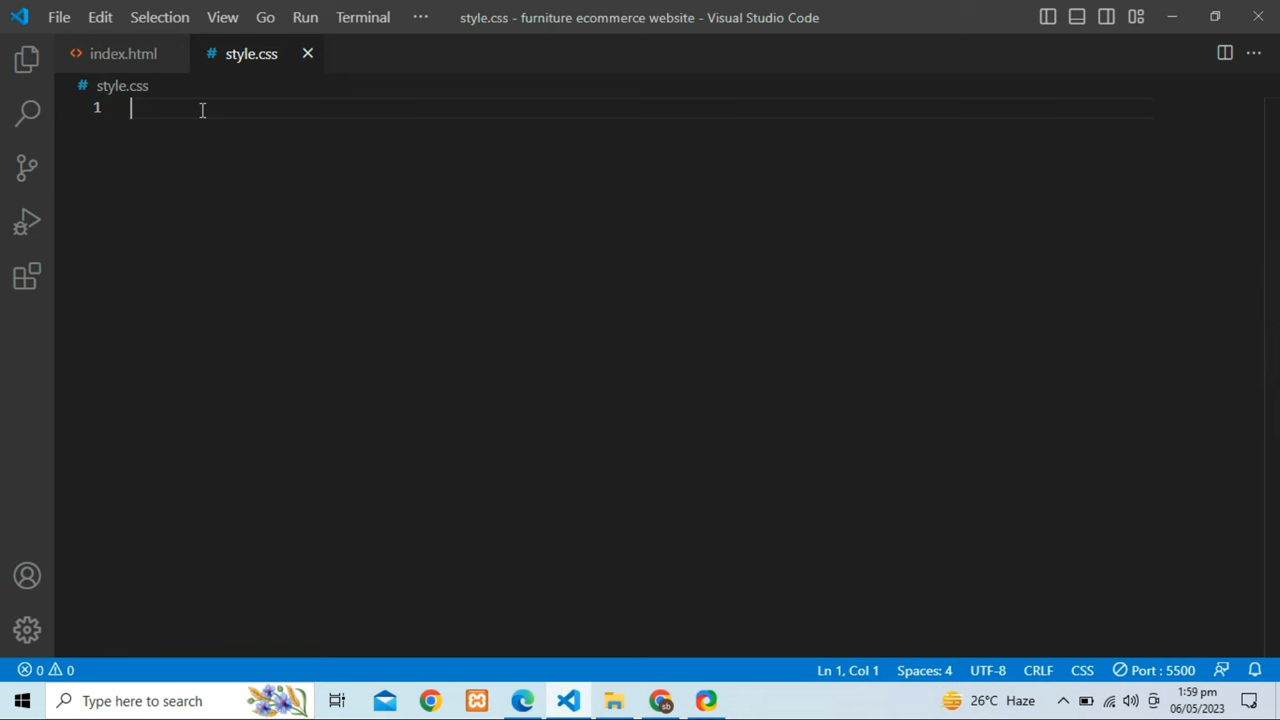 File Edit Selection View Go Run Terminal ··· style.css - furniture ecommerce website - Visual Studio Code
<> index.html # style.css
# style.css
1
0 0 Ln 1, Col 1 Spaces: 4 UTF-8 CRLF CSS Port : 5500
Type here to search 26°C Haze 1:59 pm
06/05/2023